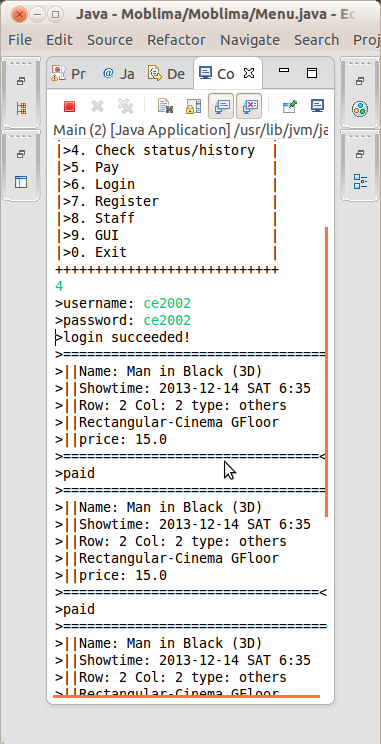 Java - Moblima/Moblima/Menu.java - Ec
File Edit Source Refactor Navigate Search Proj
Pr Ja De Co
Main (2) [Java Application] /usr/lib/jvm/ja
|>4. Check status/history |
|>5. Pay |
|>6. Login |
|>7. Register |
|>8. Staff |
|>9. GUI |
|>0. Exit |
++++++++++++++++++++++++++++
4
>username: ce2002
>password: ce2002
>login succeeded!
>=================================
>||Name: Man in Black (3D)
>||Showtime: 2013-12-14 SAT 6:35
>||Row: 2 Col: 2 type: others
>||Rectangular-Cinema GFloor
>||price: 15.0
>================================<
>paid
>=================================
>||Name: Man in Black (3D)
>||Showtime: 2013-12-14 SAT 6:35
>||Row: 2 Col: 2 type: others
>||Rectangular-Cinema GFloor
>||price: 15.0
>================================<
>paid
>=================================
>||Name: Man in Black (3D)
>||Showtime: 2013-12-14 SAT 6:35
>||Row: 2 Col: 2 type: others
>||Rectangular-Cinema GFloor